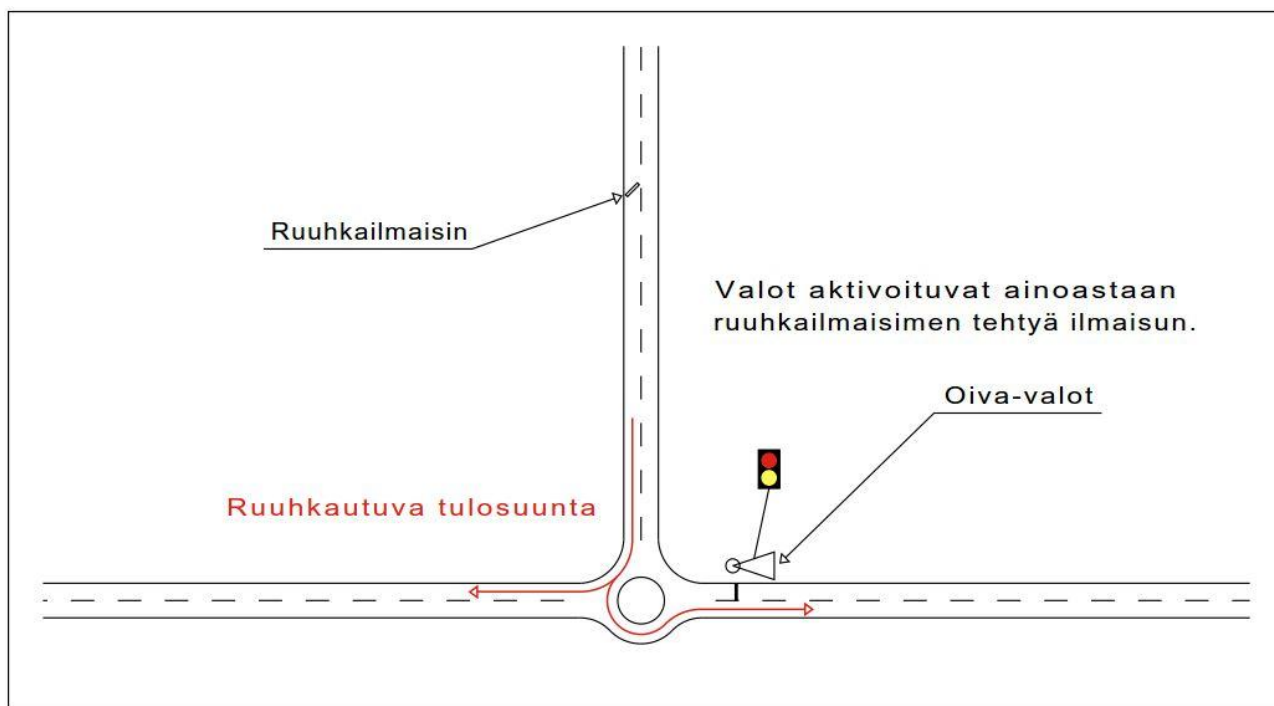 Ruuhkailmaisin
Valot aktivoituvat ainoastaan
ruuhkailmaisimen tehtyä ilmaisun.
Oiva-valot
Ruuhkautuva tulosuunta